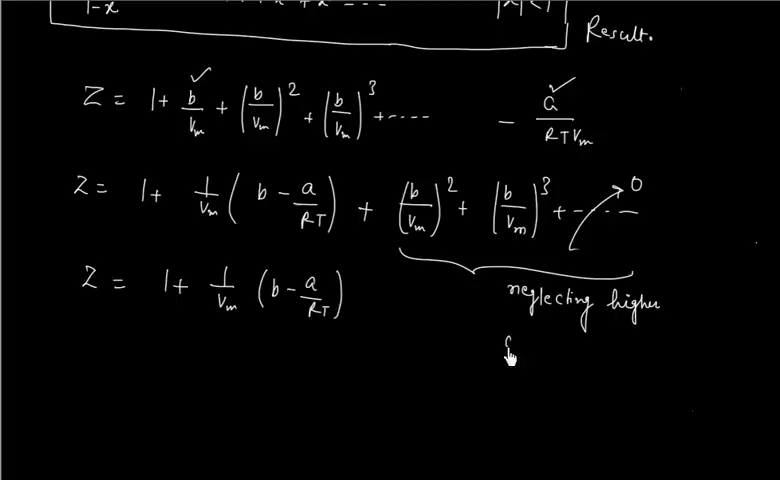 1-x |x|<1
Result.
Z = 1 + b/Vm + (b/Vm)^2 + (b/Vm)^3 + ---- - a/RTVm
Z = 1 + 1/Vm (b - a/RT) + (b/Vm)^2 + (b/Vm)^3 + ---- 0
Z = 1 + 1/Vm (b - a/RT)
neglecting higher